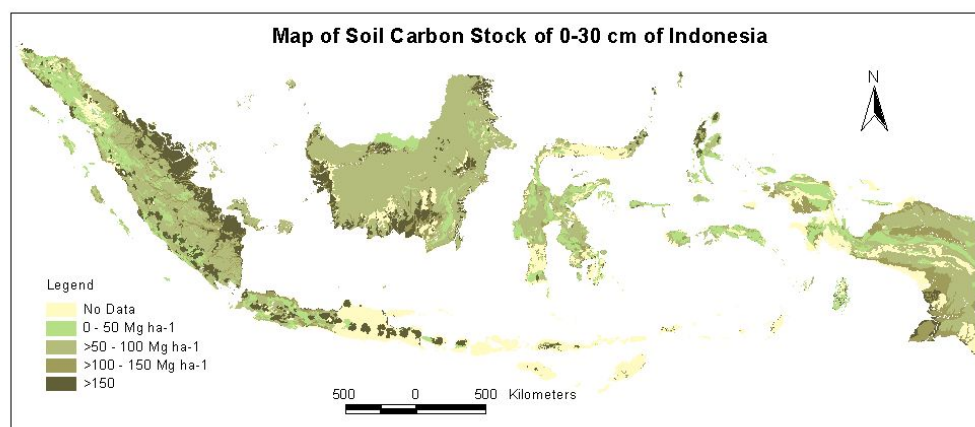 Map of Soil Carbon Stock of 0-30 cm of Indonesia
N
Legend
No Data
0 - 50 Mg ha-1
>50 - 100 Mg ha-1
>100 - 150 Mg ha-1
>150
500 0 500 Kilometers